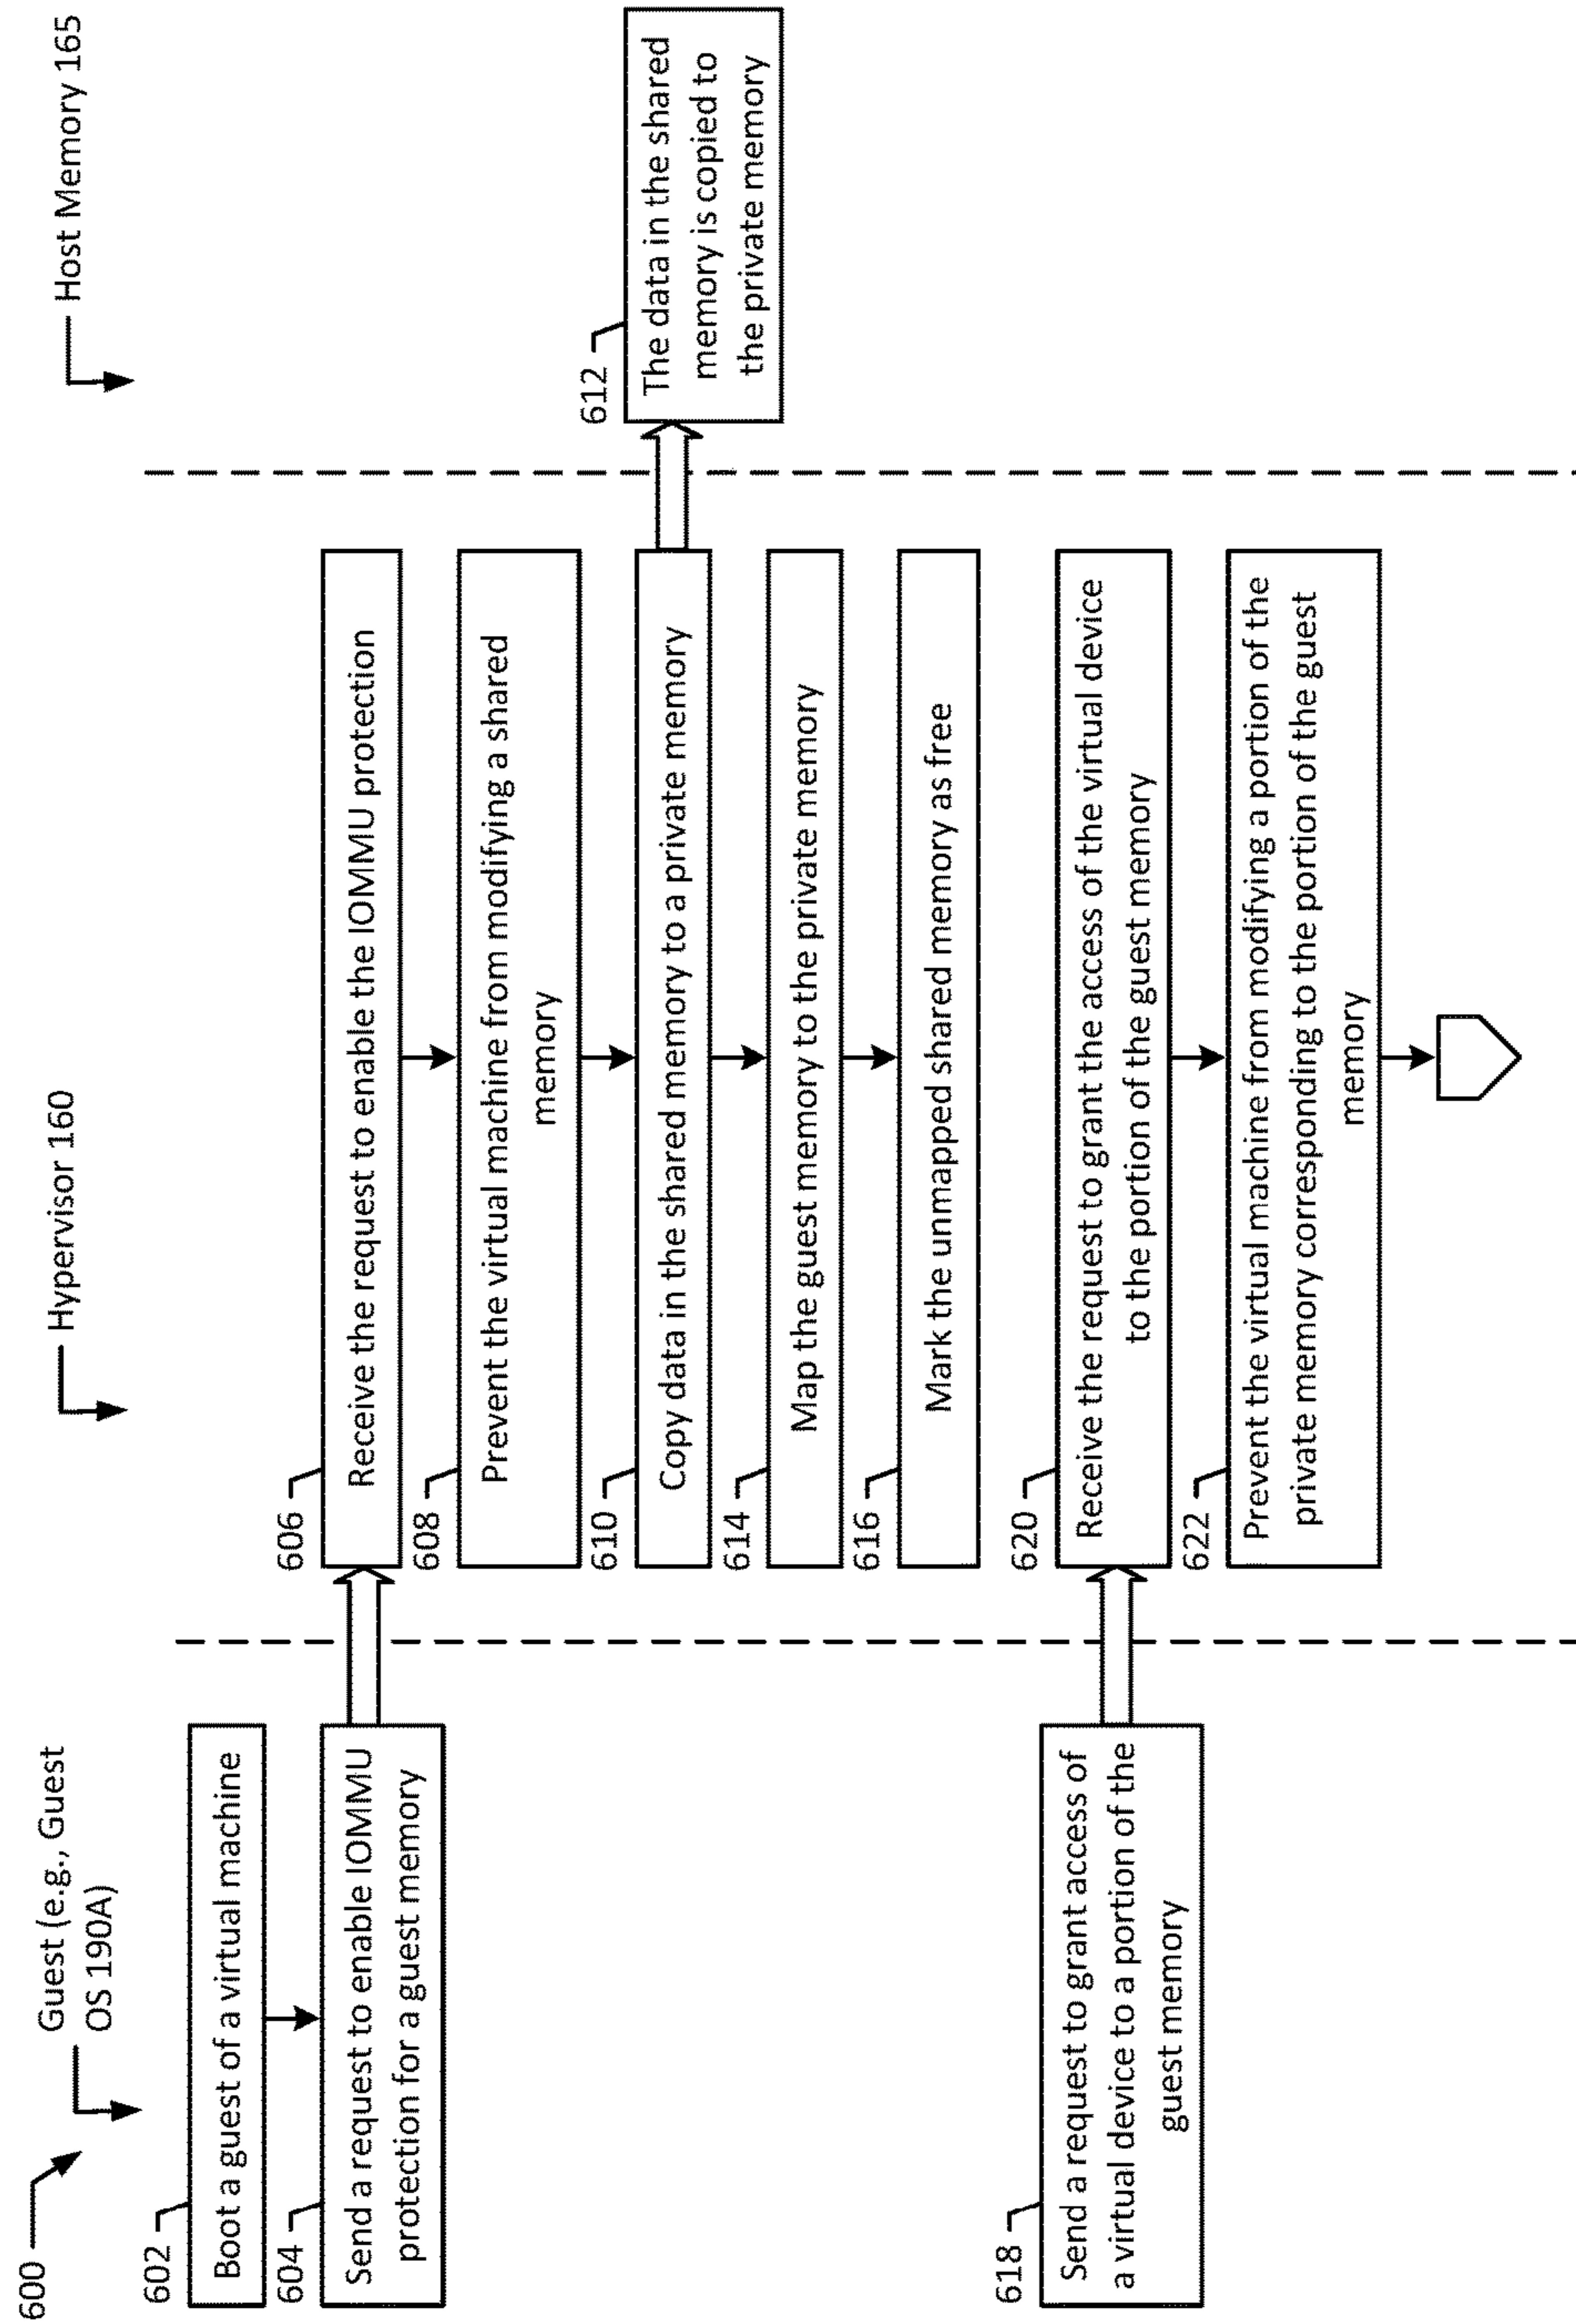 600
Guest (e.g., Guest
OS 190A)
Hypervisor 160
Host Memory 165
602
Boot a guest of a virtual machine
604
Send a request to enable IOMMU
protection for a guest memory
606
Receive the request to enable the IOMMU protection
608
Prevent the virtual machine from modifying a shared
memory
610
Copy data in the shared memory to a private memory
612
The data in the shared
memory is copied to
the private memory
614
Map the guest memory to the private memory
616
Mark the unmapped shared memory as free
618
Send a request to grant access of
a virtual device to a portion of the
guest memory
620
Receive the request to grant the access of the virtual device
to the portion of the guest memory
622
Prevent the virtual machine from modifying a portion of the
private memory corresponding to the portion of the guest
memory